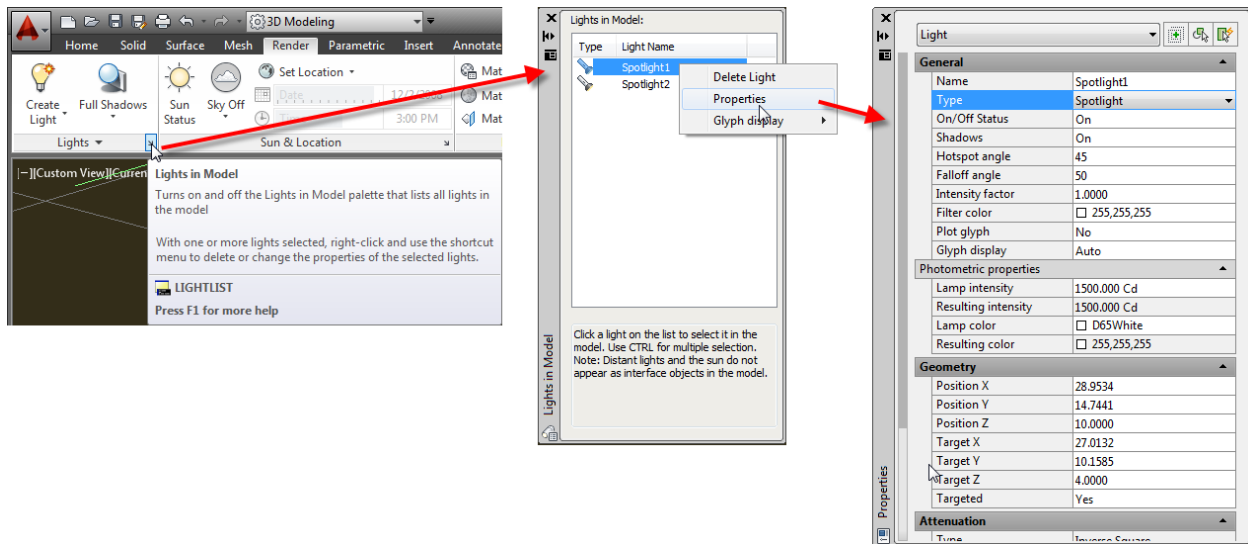 3D Modeling
Home Solid Surface Mesh Render Parametric Insert Annotate
Create Light
Full Shadows
Sun Status
Sky Off
Set Location
Date
3:00 PM
Mat
Mat
Mat
Lights
Sun & Location
[−][Custom View][Curren
Lights in Model
Turns on and off the Lights in Model palette that lists all lights in
the model
With one or more lights selected, right-click and use the shortcut
menu to delete or change the properties of the selected lights.
LIGHTLIST
Press F1 for more help
Lights in Model:
Type Light Name
Spotlight1
Spotlight2
Delete Light
Properties
Glyph display
Click a light on the list to select it in the
model. Use CTRL for multiple selection.
Note: Distant lights and the sun do not
appear as interface objects in the model.
Lights in Model
Light
General
Name Spotlight1
Type Spotlight
On/Off Status On
Shadows On
Hotspot angle 45
Falloff angle 50
Intensity factor 1.0000
Filter color 255,255,255
Plot glyph No
Glyph display Auto
Photometric properties
Lamp intensity 1500.000 Cd
Resulting intensity 1500.000 Cd
Lamp color D65White
Resulting color 255,255,255
Geometry
Position X 28.9534
Position Y 14.7441
Position Z 10.0000
Target X 27.0132
Target Y 10.1585
Target Z 4.0000
Targeted Yes
Attenuation
Type Inverse Square
Properties